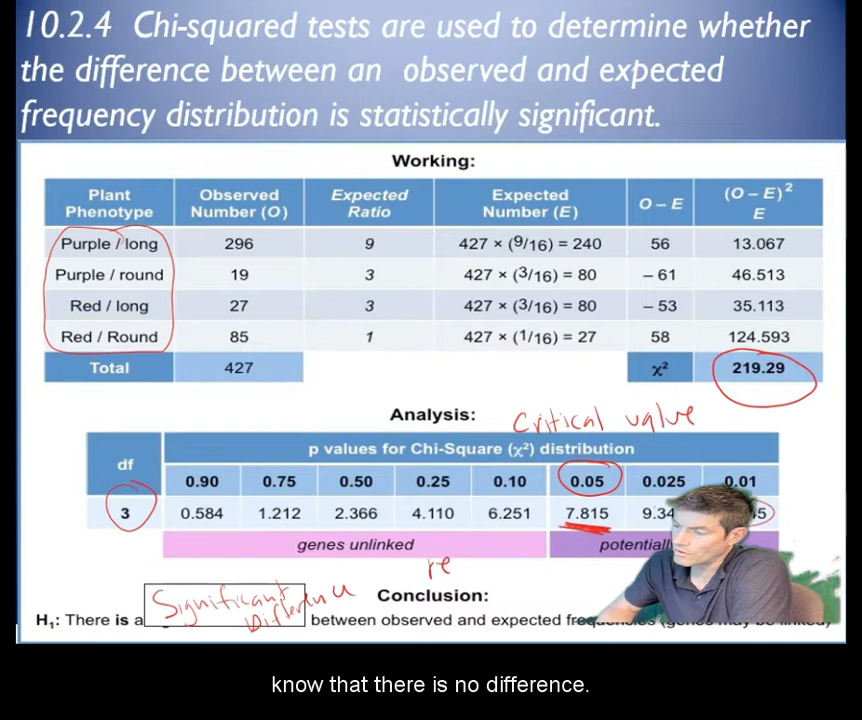 10.2.4 Chi-squared tests are used to determine whether
the difference between an observed and expected
frequency distribution is statistically significant.
Working:
Plant Phenotype Observed Number (O) Expected Ratio Expected Number (E) O – E (O – E)² E
Purple / long 296 9 427 × (9/16) = 240 56 13.067
Purple / round 19 3 427 × (3/16) = 80 – 61 46.513
Red / long 27 3 427 × (3/16) = 80 – 53 35.113
Red / Round 85 1 427 × (1/16) = 27 58 124.593
Total 427 χ² 219.29
Analysis:
Critical value
df p values for Chi-Square (χ²) distribution
0.90 0.75 0.50 0.25 0.10 0.05 0.025 0.01
3 0.584 1.212 2.366 4.110 6.251 7.815 9.34
genes unlinked potentially
re
Conclusion:
Significant
Difference
H₁: There is a between observed and expected frequencies (genes may be linked)
know that there is no difference.